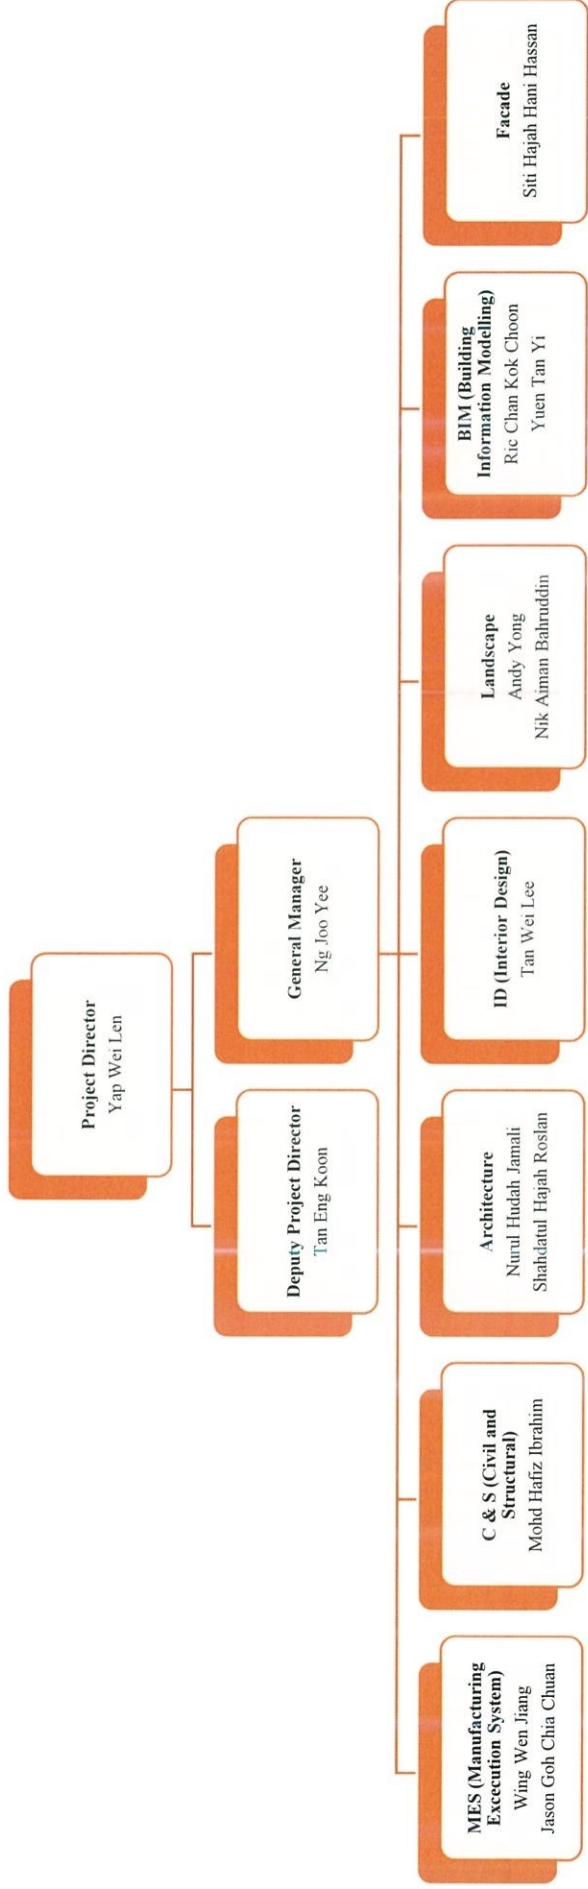 Project Director
Yap Wei Len
Deputy Project Director
Tan Eng Koon
General Manager
Ng Joo Yee
MES (Manufacturing
Excecution System)
Wing Wen Jiang
Jason Goh Chia Chuan
C & S (Civil and
Structural)
Mohd Hafiz Ibrahim
Architecture
Nurul Hudah Jamali
Shahdatul Hajah Roslan
ID (Interior Design)
Tan Wei Lee
Landscape
Andy Yong
Nik Aiman Bahruddin
BIM (Building
Information Modelling)
Ric Chan Kok Choon
Yuen Tan Yi
Facade
Siti Hajah Hani Hassan